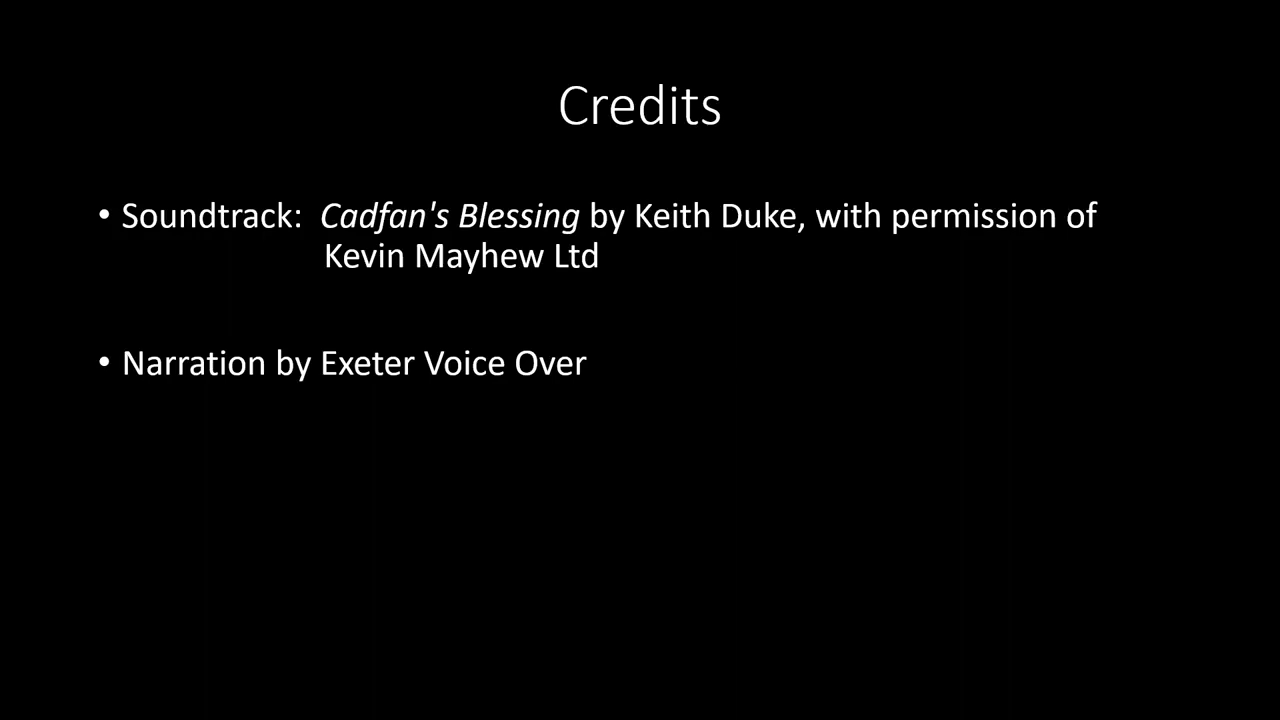 Credits
• Soundtrack:  Cadfan's Blessing by Keith Duke, with permission of
Kevin Mayhew Ltd
• Narration by Exeter Voice Over